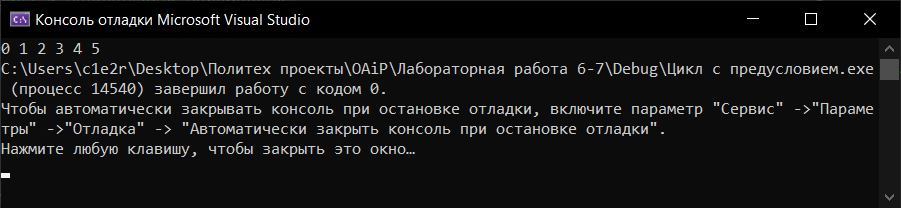 Консоль отладки Microsoft Visual Studio
0 1 2 3 4 5
C:\Users\c1e2r\Desktop\Политех проекты\OAiP\Лабораторная работа 6-7\Debug\Цикл с предусловием.exe
(процесс 14540) завершил работу с кодом 0.
Чтобы автоматически закрывать консоль при остановке отладки, включите параметр "Сервис" ->"Параме
тры" ->"Отладка" -> "Автоматически закрыть консоль при остановке отладки".
Нажмите любую клавишу, чтобы закрыть это окно…